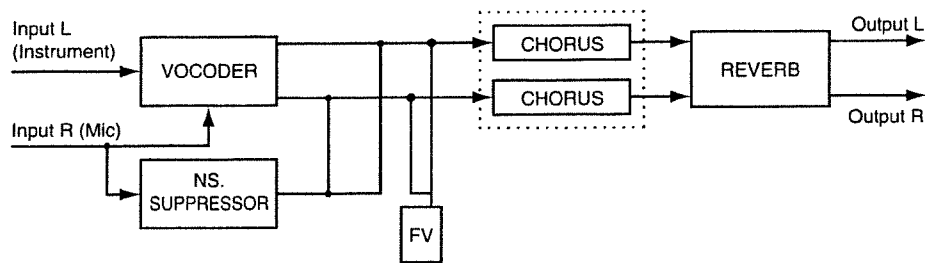 Input L
(Instrument)
VOCODER
Input R (Mic)
NS.
SUPPRESSOR
FV
CHORUS
CHORUS
REVERB
Output L
Output R